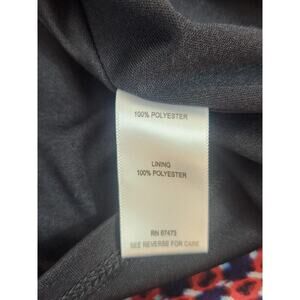 100% POLYESTER
LINING
100% POLYESTER
RN 87473
SEE REVERSE FOR CARE